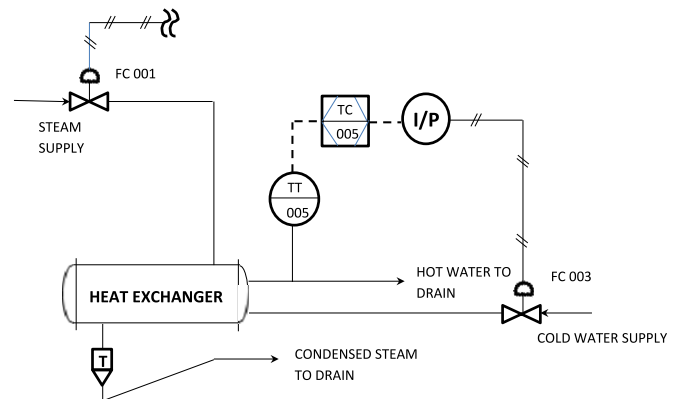 FC 001
STEAM
SUPPLY
TC
005
I/P
TT
005
HOT WATER TO
DRAIN
FC 003
HEAT EXCHANGER
COLD WATER SUPPLY
T
CONDENSED STEAM
TO DRAIN